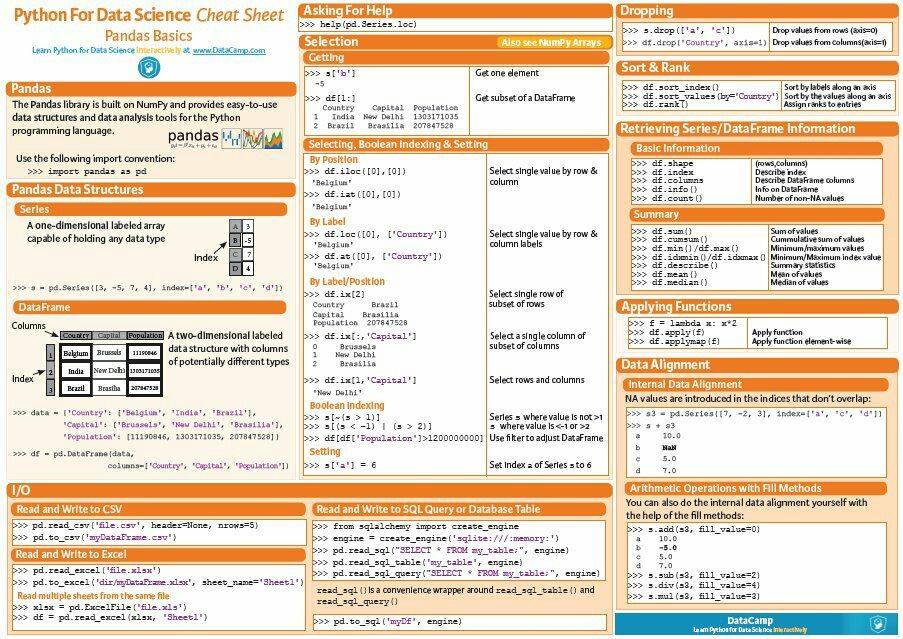 Python For Data Science Cheat Sheet
Pandas Basics
Learn Python for Data Science Interactively at www.DataCamp.com
Pandas
The Pandas library is built on NumPy and provides easy-to-use
data structures and data analysis tools for the Python
programming language.
pandas
Use the following import convention:
>>> import pandas as pd
Pandas Data Structures
Series
A one-dimensional labeled array
capable of holding any data type
Index
A 3
B -5
C 7
D 4
>>> s = pd.Series([3, -5, 7, 4], index=['a', 'b', 'c', 'd'])
DataFrame
Columns
Index
Country Capital Population
1 Belgium Brussels 11190846
2 India New Delhi 1303171035
3 Brazil Brasilia 207847528
A two-dimensional labeled
data structure with columns
of potentially different types
>>> data = {'Country': ['Belgium', 'India', 'Brazil'],
'Capital': ['Brussels', 'New Delhi', 'Brasilia'],
'Population': [11190846, 1303171035, 207847528]}
>>> df = pd.DataFrame(data,
columns=['Country', 'Capital', 'Population'])
Asking For Help
>>> help(pd.Series.loc)
Selection
Also see NumPy Arrays
Getting
>>> s['b'] Get one element
-5
>>> df[1:] Get subset of a DataFrame
Country Capital Population
1 India New Delhi 1303171035
2 Brazil Brasilia 207847528
Selecting, Boolean Indexing & Setting
By Position
>>> df.iloc([0],[0]) Select single value by row &
'Belgium' column
>>> df.iat([0],[0])
'Belgium'
By Label
>>> df.loc([0], ['Country']) Select single value by row &
'Belgium' column labels
>>> df.at([0], ['Country'])
'Belgium'
By Label/Position
>>> df.ix[2] Select single row of
Country Brazil subset of rows
Capital Brasilia
Population 207847528
>>> df.ix[:,'Capital'] Select a single column of
0 Brussels subset of columns
1 New Delhi
2 Brasilia
>>> df.ix[1,'Capital'] Select rows and columns
'New Delhi'
Boolean Indexing
>>> s[~(s > 1)] Series s where value is not >1
>>> s[(s < -1) | (s > 2)] s where value is <-1 or >2
>>> df[df['Population']>1200000000] Use filter to adjust DataFrame
Setting
>>> s['a'] = 6 Set index a of Series s to 6
Dropping
>>> s.drop(['a', 'c']) Drop values from rows (axis=0)
>>> df.drop('Country', axis=1) Drop values from columns(axis=1)
Sort & Rank
>>> df.sort_index() Sort by labels along an axis
>>> df.sort_values(by='Country') Sort by the values along an axis
>>> df.rank() Assign ranks to entries
Retrieving Series/DataFrame Information
Basic Information
>>> df.shape (rows,columns)
>>> df.index Describe index
>>> df.columns Describe DataFrame columns
>>> df.info() Info on DataFrame
>>> df.count() Number of non-NA values
Summary
>>> df.sum() Sum of values
>>> df.cumsum() Cummulative sum of values
>>> df.min()/df.max() Minimum/maximum values
>>> df.idxmin()/df.idxmax() Minimum/Maximum index value
>>> df.describe() Summary statistics
>>> df.mean() Mean of values
>>> df.median() Median of values
Applying Functions
>>> f = lambda x: x*2
>>> df.apply(f) Apply function
>>> df.applymap(f) Apply function element-wise
Data Alignment
Internal Data Alignment
NA values are introduced in the indices that don't overlap:
>>> s3 = pd.Series([7, -2, 3], index=['a', 'c', 'd'])
>>> s + s3
a 10.0
b NaN
c 5.0
d 7.0
Arithmetic Operations with Fill Methods
You can also do the internal data alignment yourself with
the help of the fill methods:
>>> s.add(s3, fill_value=0)
a 10.0
b -5.0
c 5.0
d 7.0
>>> s.sub(s3, fill_value=2)
>>> s.div(s3, fill_value=4)
>>> s.mul(s3, fill_value=3)
I/O
Read and Write to CSV
>>> pd.read_csv('file.csv', header=None, nrows=5)
>>> pd.to_csv('myDataFrame.csv')
Read and Write to Excel
>>> pd.read_excel('file.xlsx')
>>> pd.to_excel('dir/myDataFrame.xlsx', sheet_name='Sheet1')
Read multiple sheets from the same file
>>> xlsx = pd.ExcelFile('file.xls')
>>> df = pd.read_excel(xlsx, 'Sheet1')
Read and Write to SQL Query or Database Table
>>> from sqlalchemy import create_engine
>>> engine = create_engine('sqlite:///:memory:')
>>> pd.read_sql("SELECT * FROM my_table;", engine)
>>> pd.read_sql_table('my_table', engine)
>>> pd.read_sql_query("SELECT * FROM my_table;", engine)
read_sql() is a convenience wrapper around read_sql_table() and
read_sql_query()
>>> pd.to_sql('myDf', engine)
DataCamp
Learn Python for Data Science Interactively